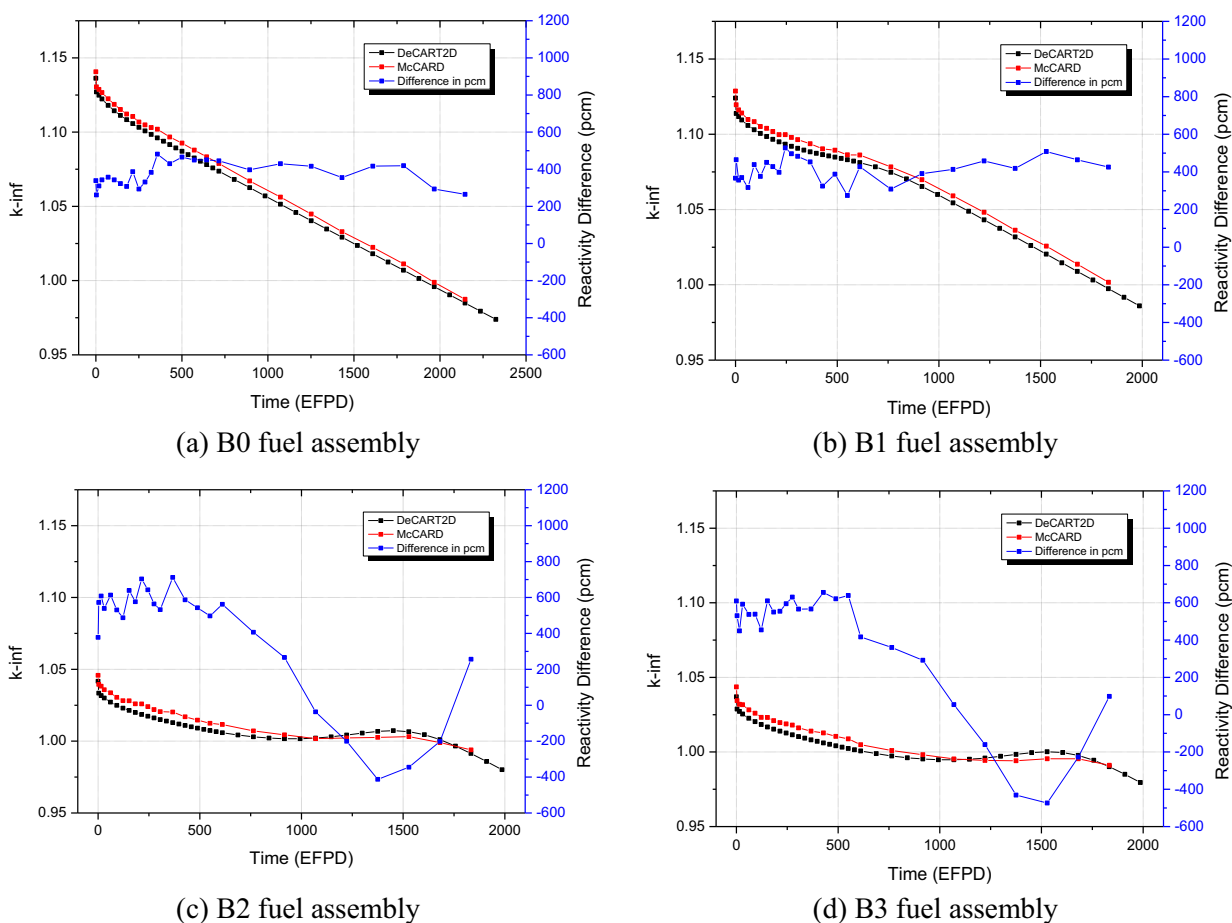 1200
1000
800
600
400
200
0
-200
-400
-600
1.15
1.10
1.05
1.00
0.95
k-inf
DeCART2D
McCARD
Difference in pcm
Reactivity Difference (pcm)
0 500 1000 1500 2000 2500
Time (EFPD)
(a) B0 fuel assembly
1200
1000
800
600
400
200
0
-200
-400
-600
1.15
1.10
1.05
1.00
0.95
k-inf
DeCART2D
McCARD
Difference in pcm
Reactivity Difference (pcm)
0 500 1000 1500 2000
Time (EFPD)
(b) B1 fuel assembly
1200
1000
800
600
400
200
0
-200
-400
-600
1.15
1.10
1.05
1.00
0.95
k-inf
DeCART2D
McCARD
Difference in pcm
Reactivity Difference (pcm)
0 500 1000 1500 2000
Time (EFPD)
(c) B2 fuel assembly
1200
1000
800
600
400
200
0
-200
-400
-600
1.15
1.10
1.05
1.00
0.95
k-inf
DeCART2D
McCARD
Difference in pcm
Reactivity Difference (pcm)
0 500 1000 1500 2000
Time (EFPD)
(d) B3 fuel assembly